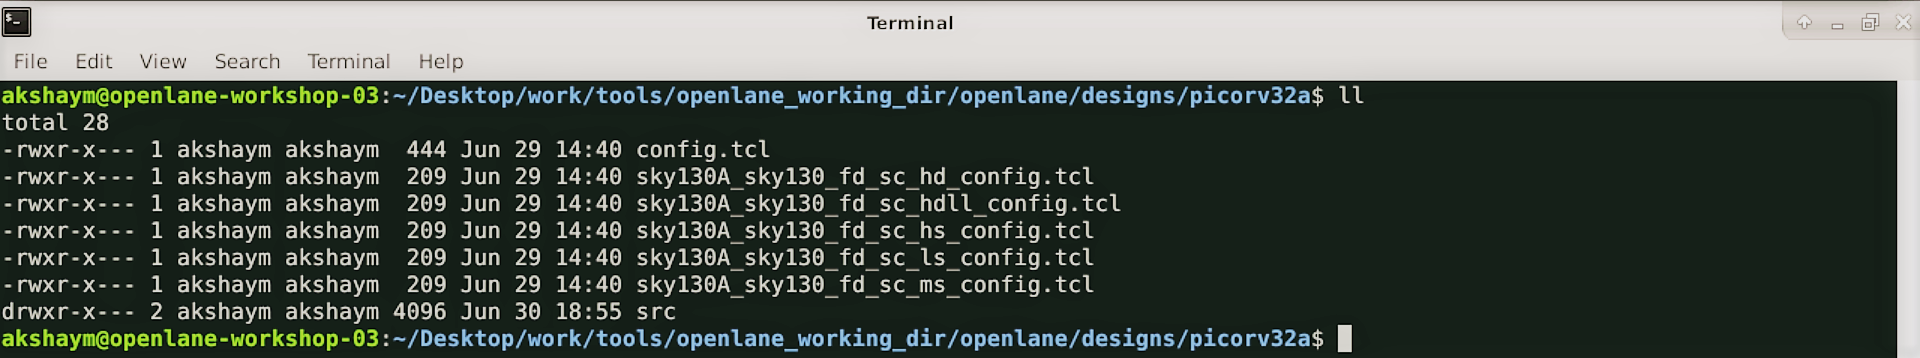 Terminal
File Edit View Search Terminal Help
akshaym@openlane-workshop-03:~/Desktop/work/tools/openlane_working_dir/openlane/designs/picorv32a$ ll
total 28
-rwxr-x--- 1 akshaym akshaym  444 Jun 29 14:40 config.tcl
-rwxr-x--- 1 akshaym akshaym  209 Jun 29 14:40 sky130A_sky130_fd_sc_hd_config.tcl
-rwxr-x--- 1 akshaym akshaym  209 Jun 29 14:40 sky130A_sky130_fd_sc_hdll_config.tcl
-rwxr-x--- 1 akshaym akshaym  209 Jun 29 14:40 sky130A_sky130_fd_sc_hs_config.tcl
-rwxr-x--- 1 akshaym akshaym  209 Jun 29 14:40 sky130A_sky130_fd_sc_ls_config.tcl
-rwxr-x--- 1 akshaym akshaym  209 Jun 29 14:40 sky130A_sky130_fd_sc_ms_config.tcl
drwxr-x--- 2 akshaym akshaym 4096 Jun 30 18:55 src
akshaym@openlane-workshop-03:~/Desktop/work/tools/openlane_working_dir/openlane/designs/picorv32a$